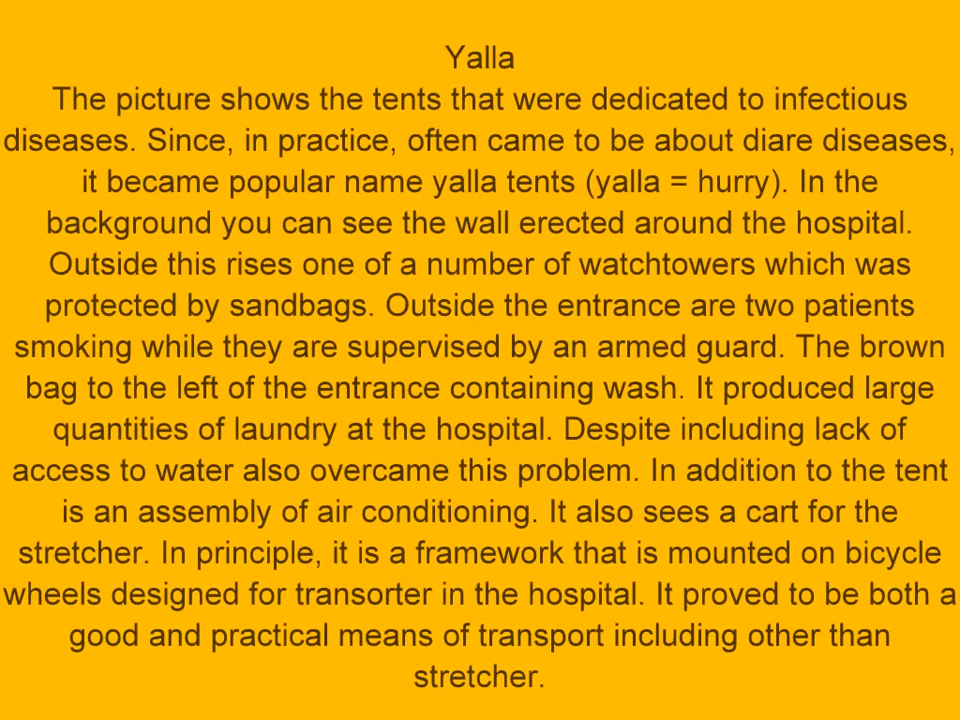 Yalla
The picture shows the tents that were dedicated to infectious
diseases. Since, in practice, often came to be about diare diseases,
it became popular name yalla tents (yalla = hurry). In the
background you can see the wall erected around the hospital.
Outside this rises one of a number of watchtowers which was
protected by sandbags. Outside the entrance are two patients
smoking while they are supervised by an armed guard. The brown
bag to the left of the entrance containing wash. It produced large
quantities of laundry at the hospital. Despite including lack of
access to water also overcame this problem. In addition to the tent
is an assembly of air conditioning. It also sees a cart for the
stretcher. In principle, it is a framework that is mounted on bicycle
wheels designed for transorter in the hospital. It proved to be both a
good and practical means of transport including other than
stretcher.